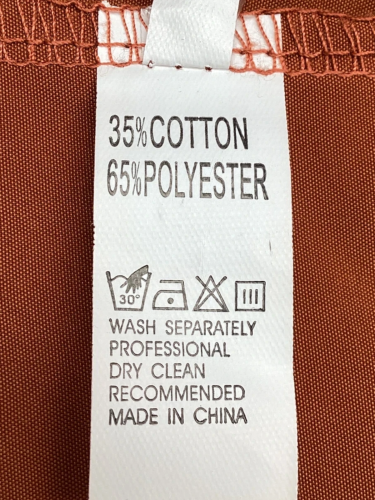 35%COTTON
65%POLYESTER
30°
WASH SEPARATELY
PROFESSIONAL
DRY CLEAN
RECOMMENDED
MADE IN CHINA